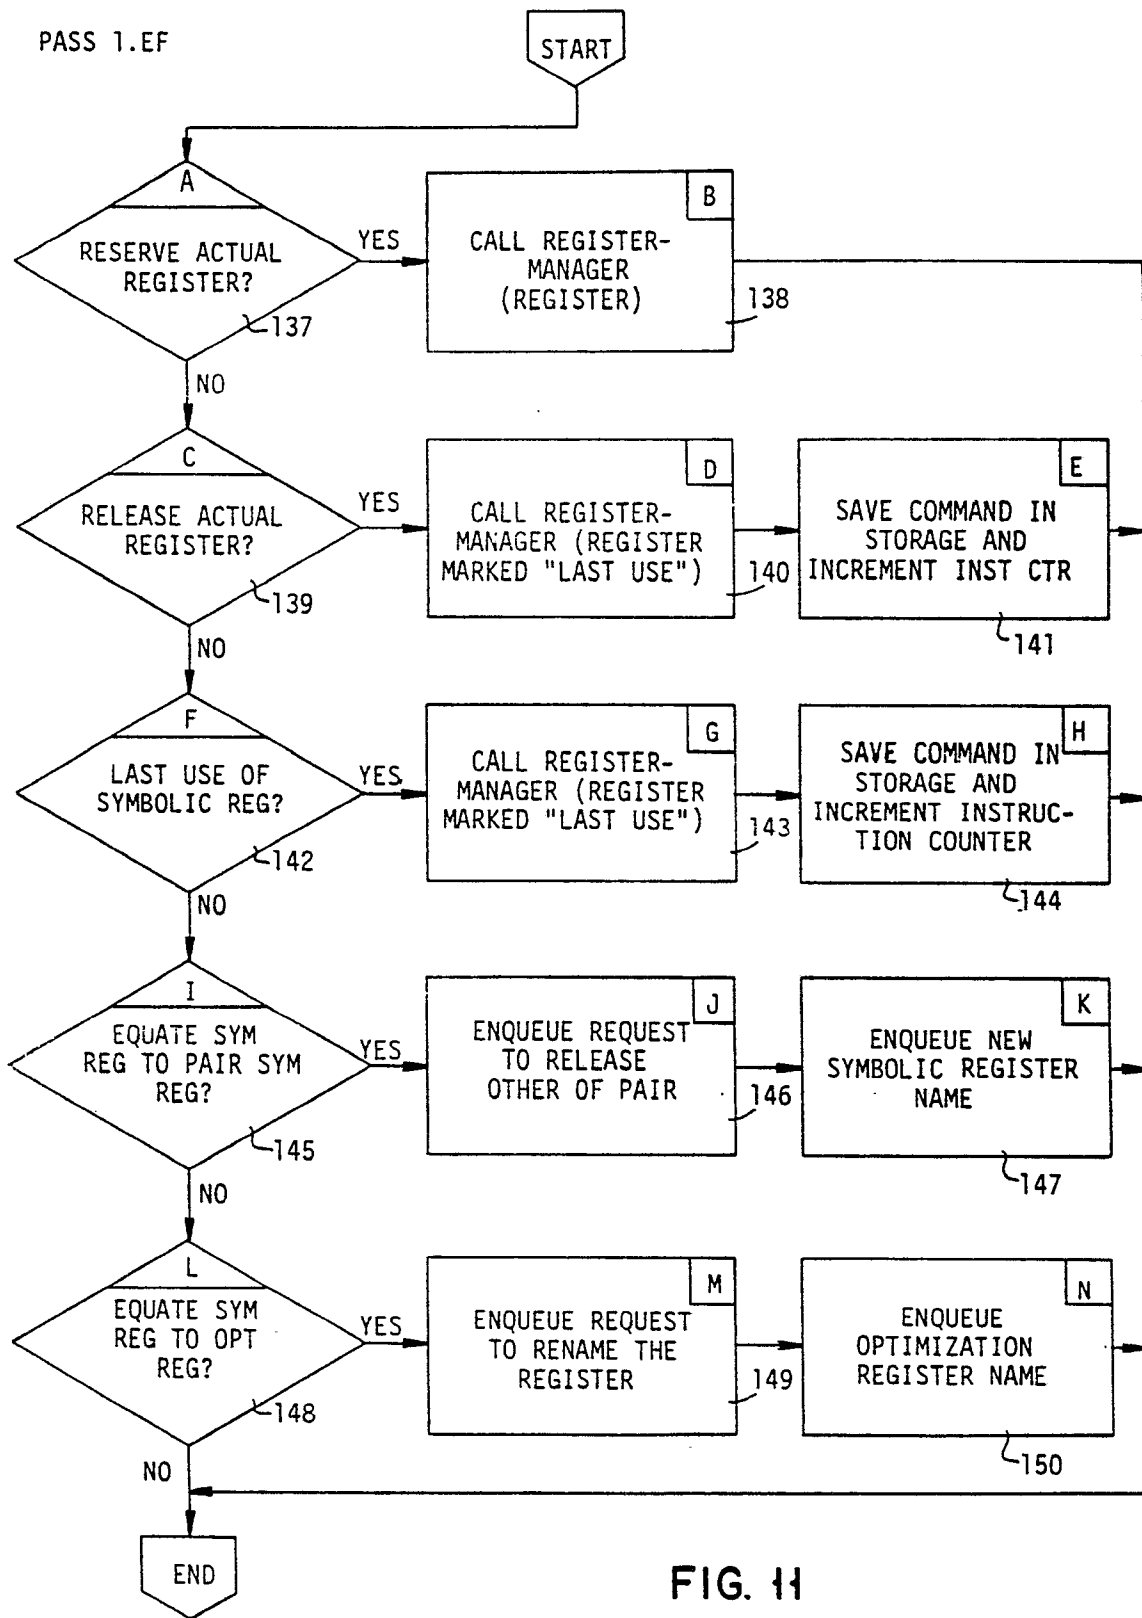 PASS 1.EF
START
A
RESERVE ACTUAL
REGISTER?
137
YES
NO
B
CALL REGISTER-
MANAGER
(REGISTER)
138
C
RELEASE ACTUAL
REGISTER?
139
YES
NO
D
CALL REGISTER-
MANAGER (REGISTER
MARKED "LAST USE")
140
E
SAVE COMMAND IN
STORAGE AND
INCREMENT INST CTR
141
F
LAST USE OF
SYMBOLIC REG?
142
YES
NO
G
CALL REGISTER-
MANAGER (REGISTER
MARKED "LAST USE")
143
H
SAVE COMMAND IN
STORAGE AND
INCREMENT INSTRUC-
TION COUNTER
144
I
EQUATE SYM
REG TO PAIR SYM
REG?
145
YES
NO
J
ENQUEUE REQUEST
TO RELEASE
OTHER OF PAIR
146
K
ENQUEUE NEW
SYMBOLIC REGISTER
NAME
147
L
EQUATE SYM
REG TO OPT
REG?
148
YES
NO
M
ENQUEUE REQUEST
TO RENAME THE
REGISTER
149
N
ENQUEUE
OPTIMIZATION
REGISTER NAME
150
END
FIG. 11